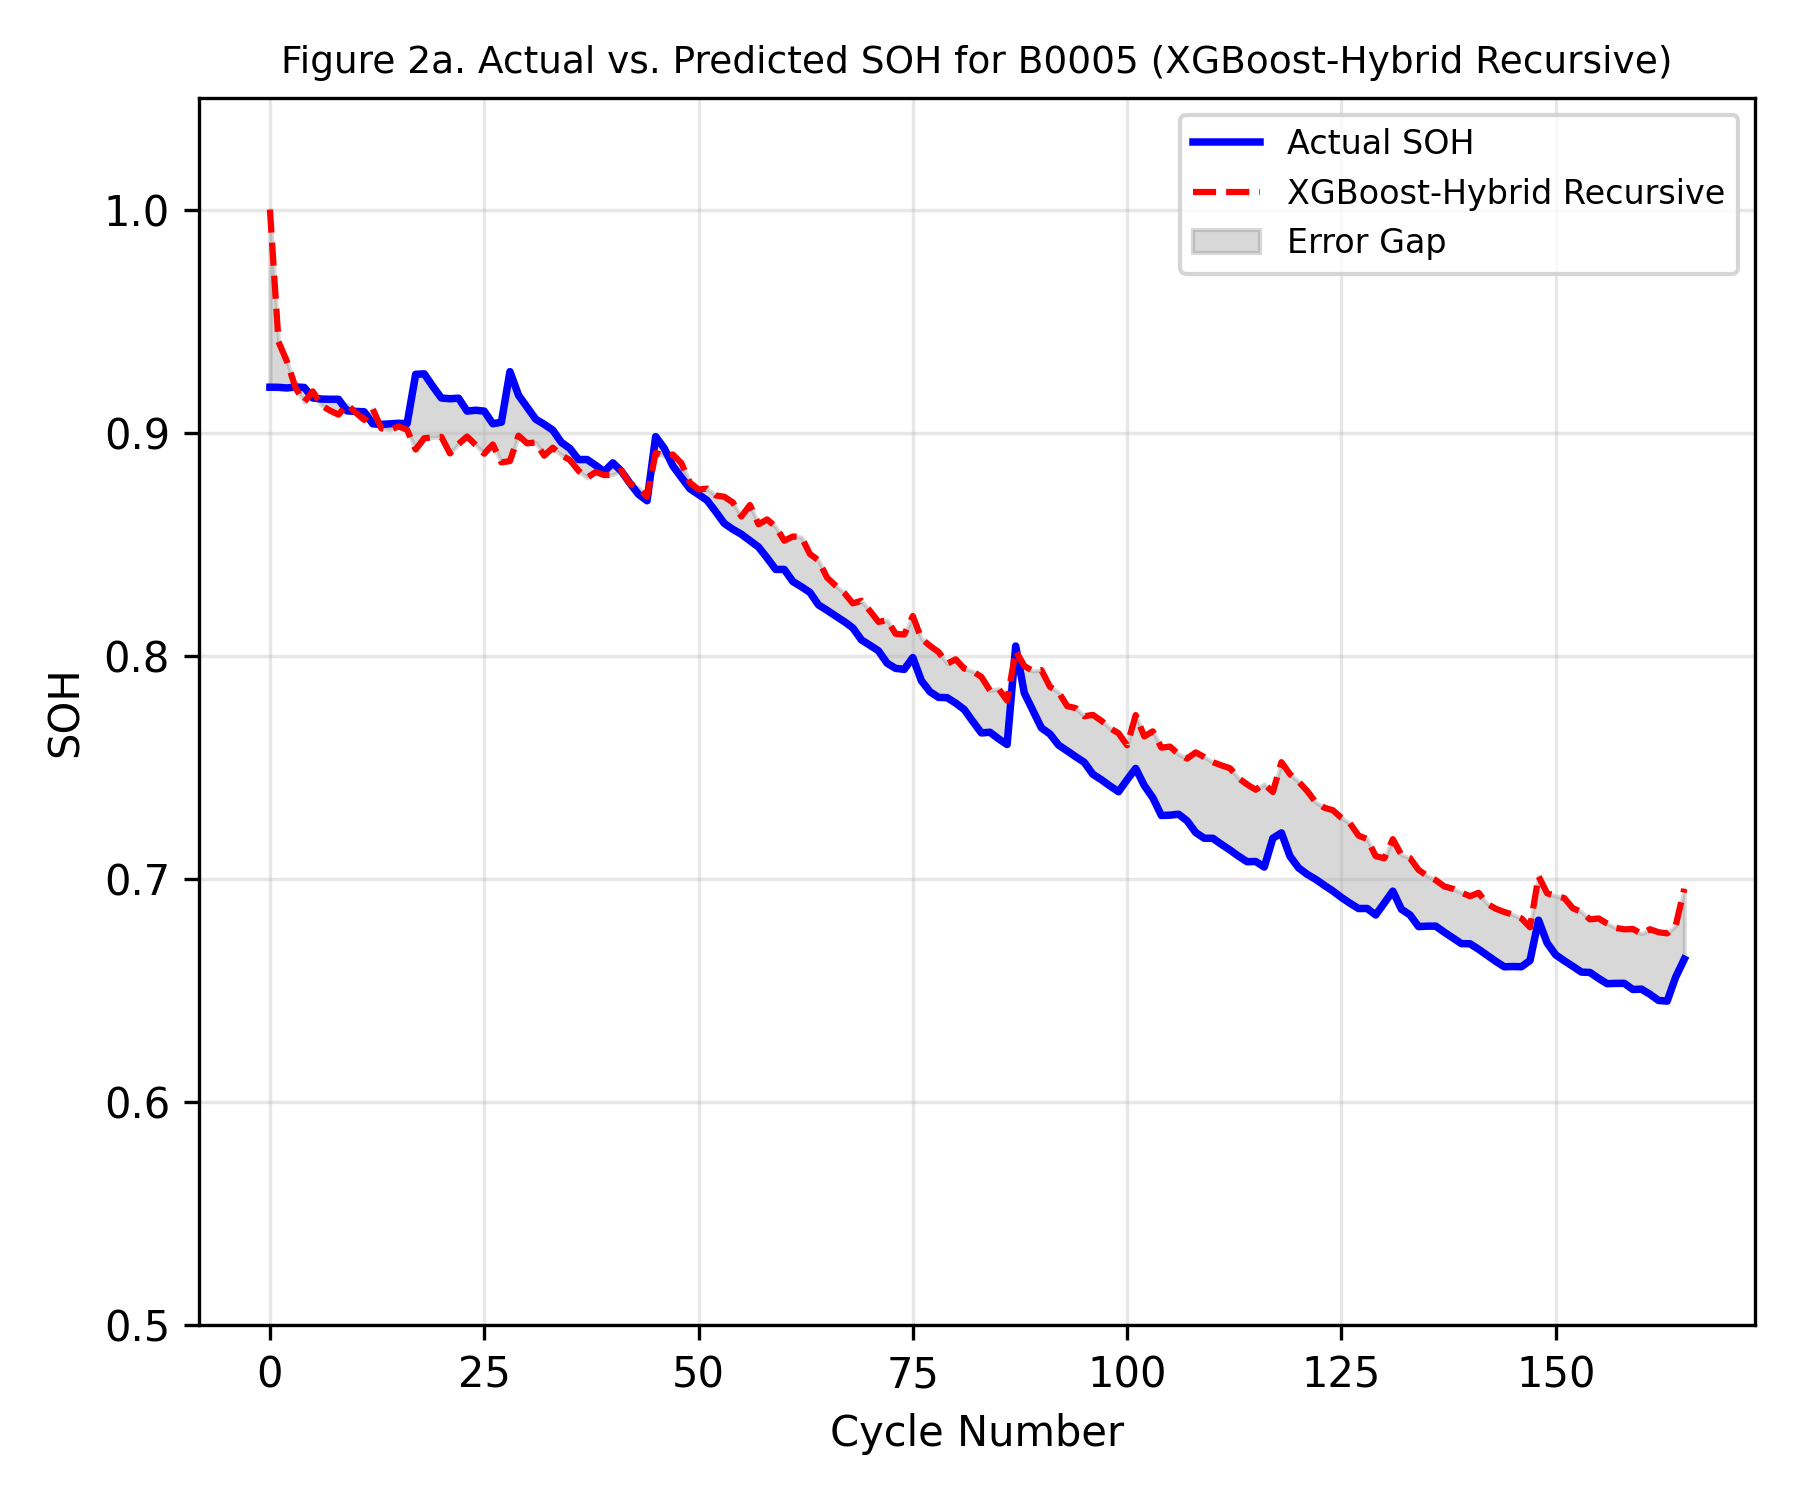 Figure 2a. Actual vs. Predicted SOH for B0005 (XGBoost-Hybrid Recursive)
Actual SOH
XGBoost-Hybrid Recursive
Error Gap
1.0
0.9
0.8
0.7
0.6
0.5
SOH
0 25 50 75 100 125 150
Cycle Number